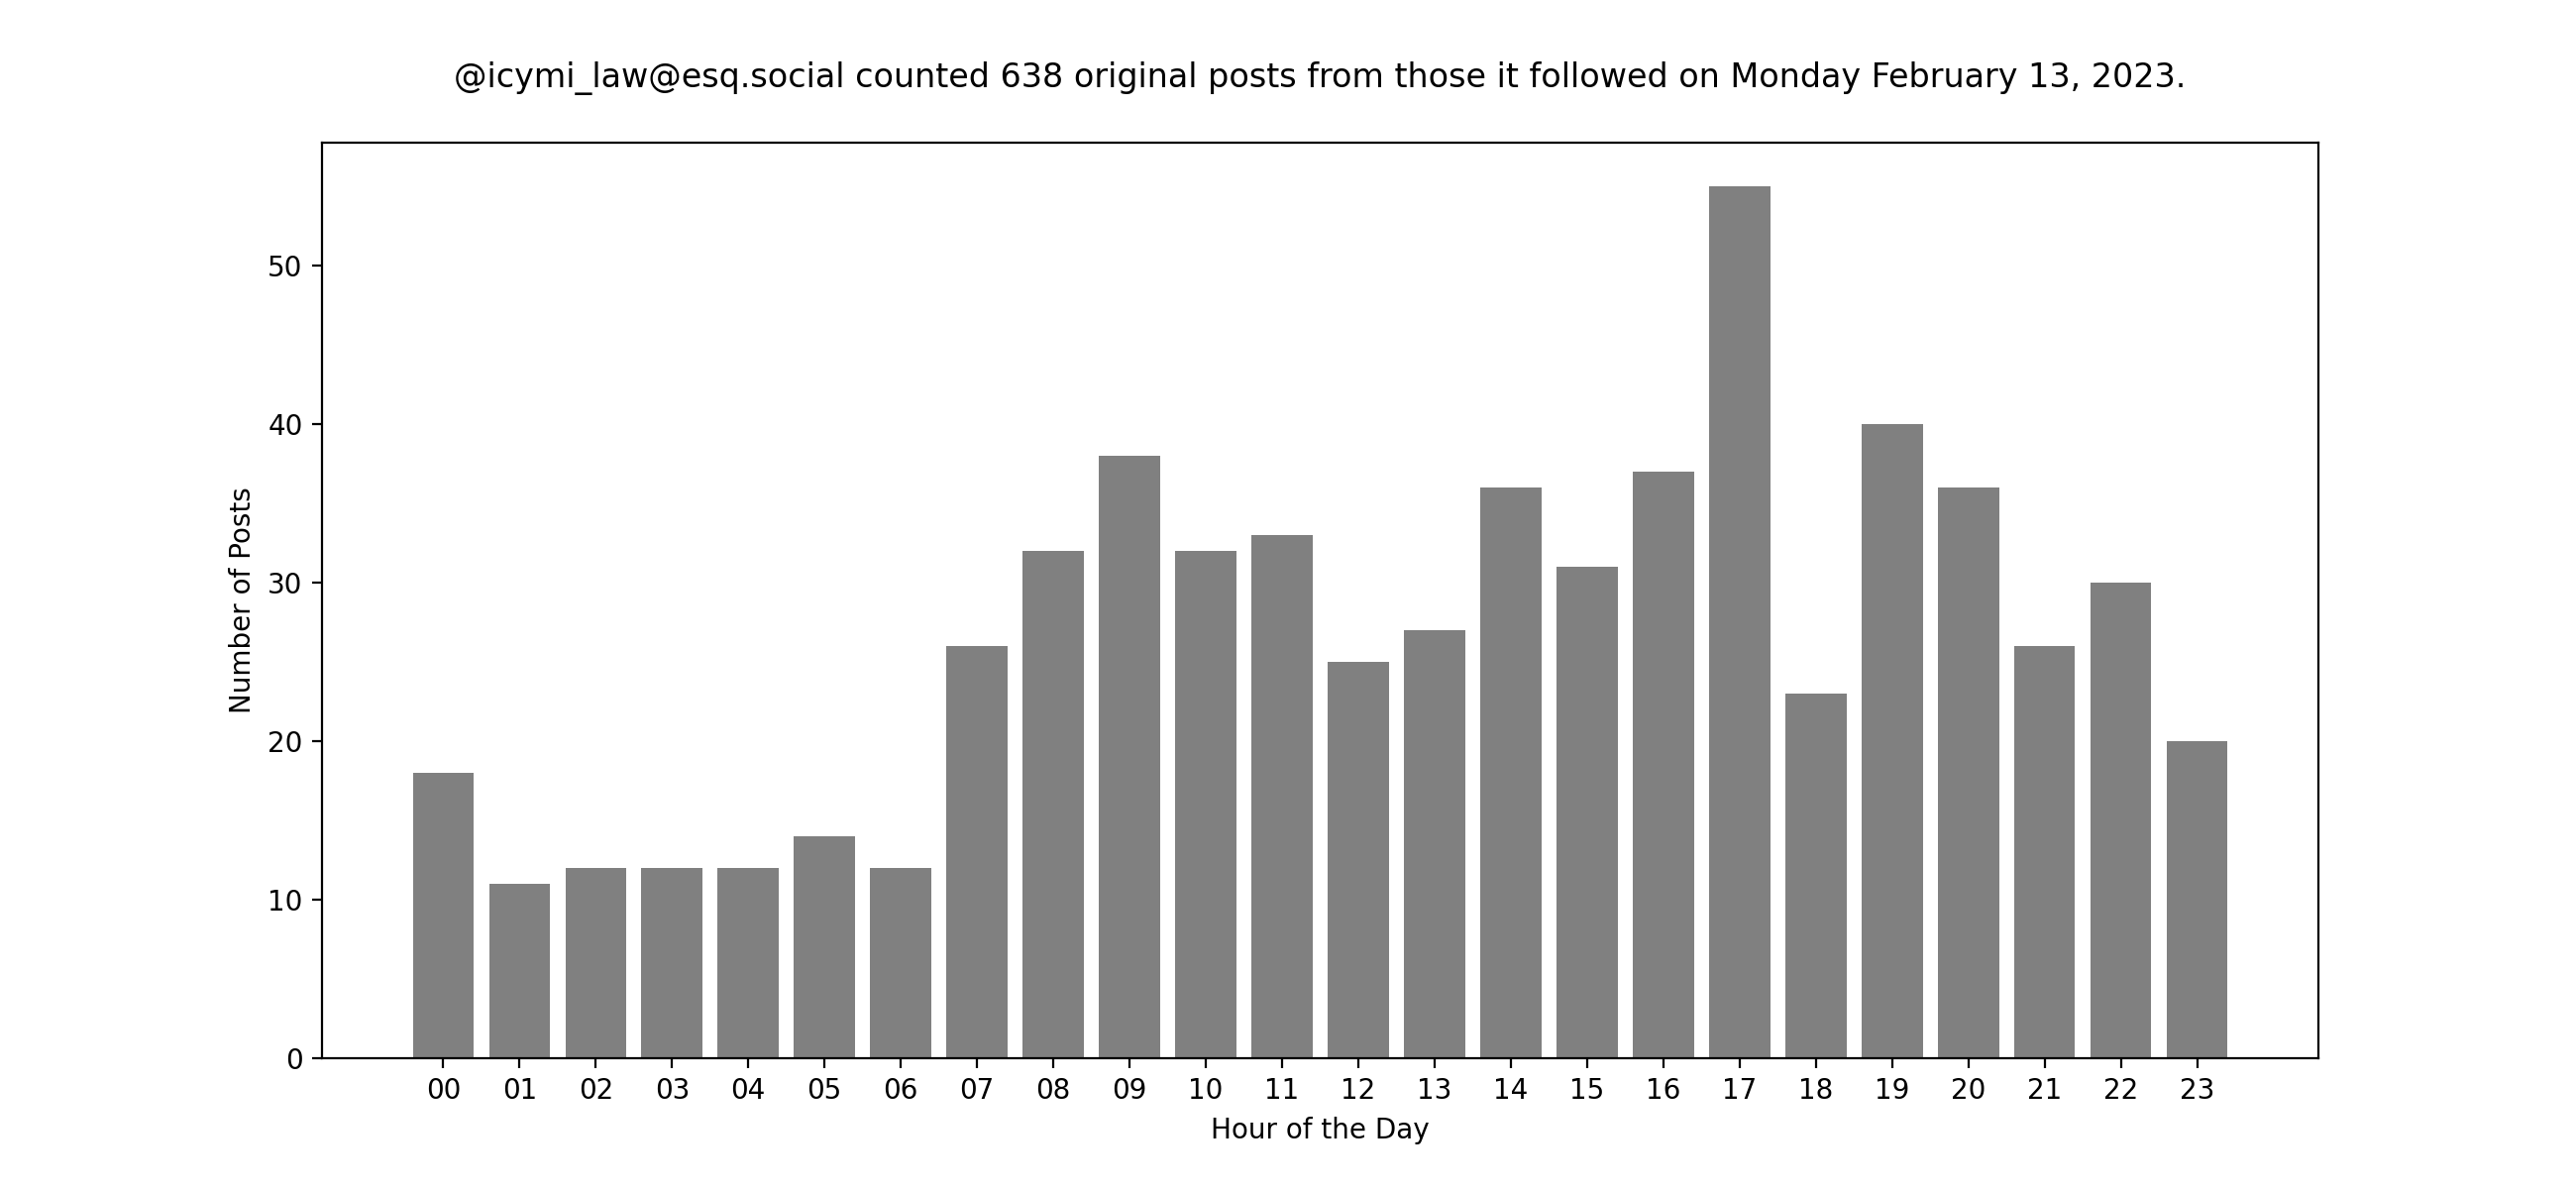 @icymi_law@esq.social counted 638 original posts from those it followed on Monday February 13, 2023.
50
40
30
20
10
0
Number of Posts
00 01 02 03 04 05 06 07 08 09 10 11 12 13 14 15 16 17 18 19 20 21 22 23
Hour of the Day